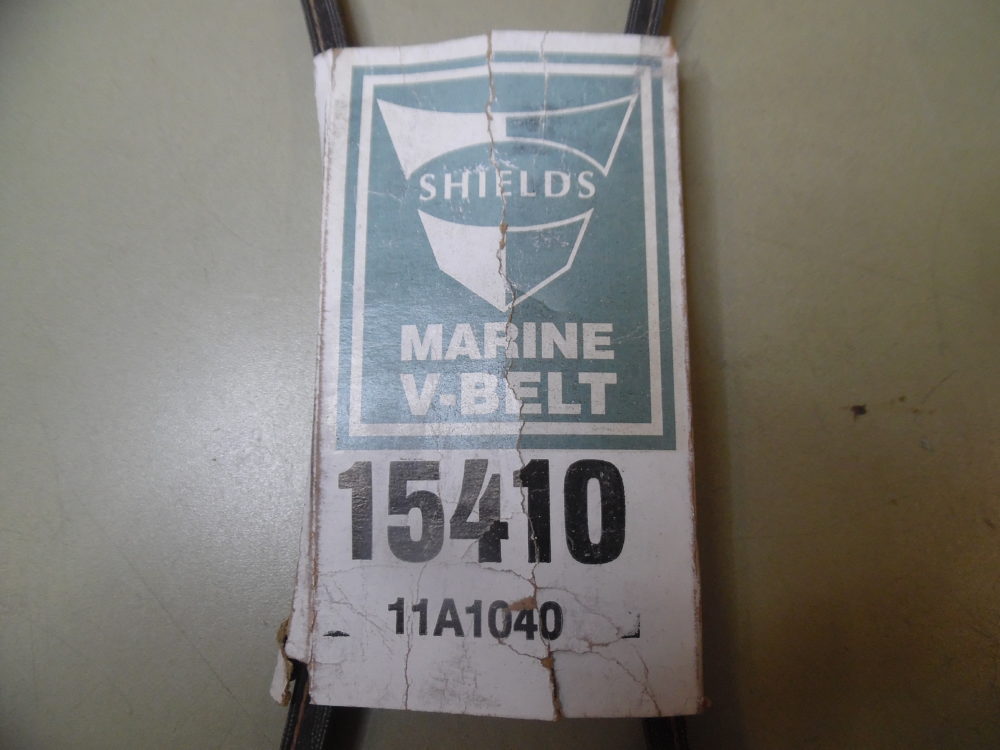 SHIELDS
MARINE
V-BELT
15410
11A1040